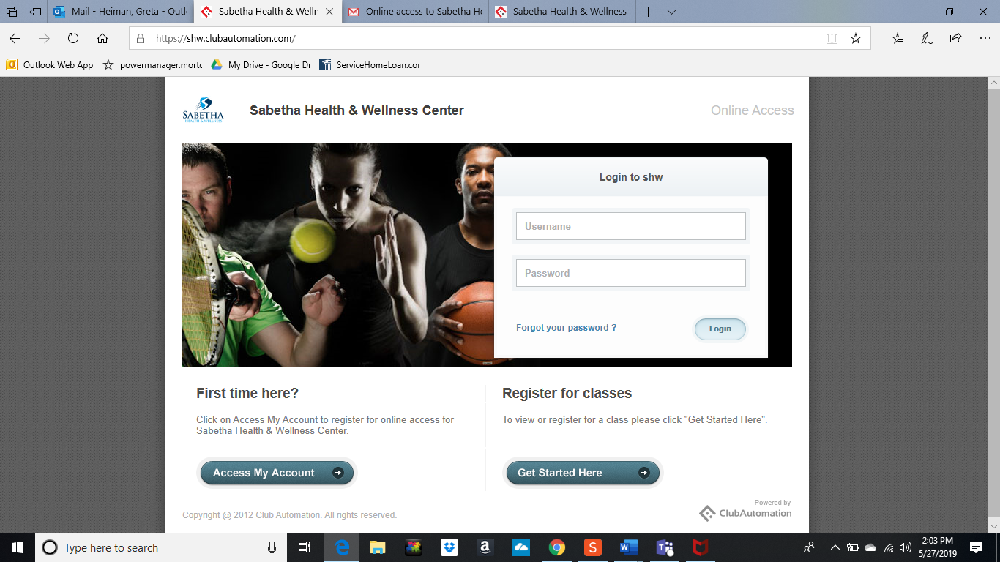 Mail - Heiman, Greta - Outl
Sabetha Health & Welln
Online access to Sabetha He
Sabetha Health & Wellness
https://shw.clubautomation.com/
Outlook Web App
powermanager.mortg
My Drive - Google Dr
ServiceHomeLoan.com
SABETHA
HEALTH & WELLNESS
Sabetha Health & Wellness Center
Online Access
Login to shw
Username
Password
Forgot your password ?
Login
First time here?
Click on Access My Account to register for online access for
Sabetha Health & Wellness Center.
Access My Account
Register for classes
To view or register for a class please click "Get Started Here".
Get Started Here
Copyright @ 2012 Club Automation. All rights reserved.
Powered by
ClubAutomation
Type here to search
2:03 PM
5/27/2019